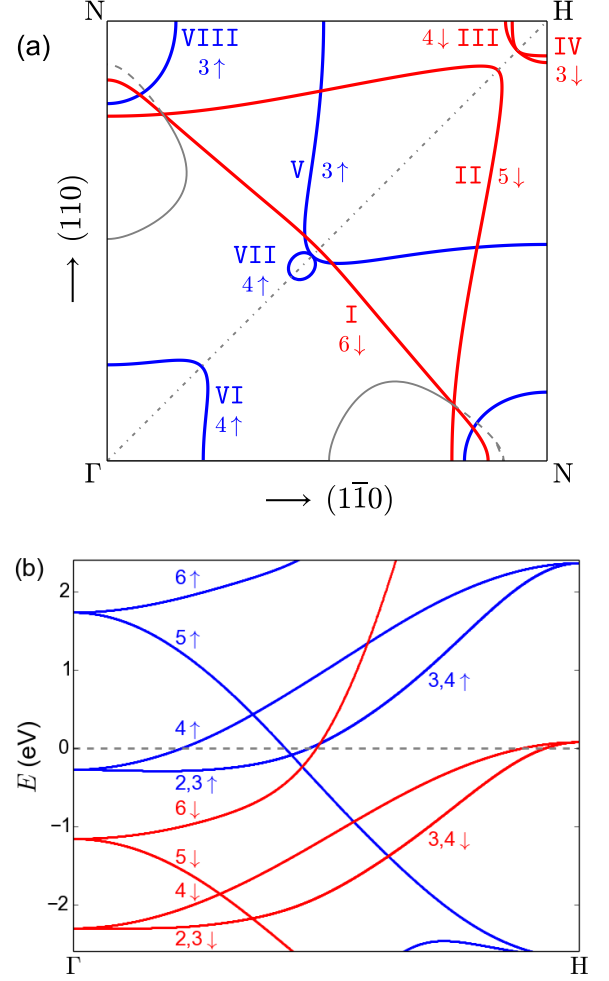 N
H
(a)
VIII
3↑
4↓ III
IV
3↓
V 3↑
II 5↓
VII
4↑
I
6↓
VI
4↑
→ (110)
Γ
N
→ (11̅0)
(b)
6↑
2
5↑
1
3,4↑
4↑
0
2,3↑
E (eV)
6↓
−1
5↓
3,4↓
4↓
−2
2,3↓
Γ
H